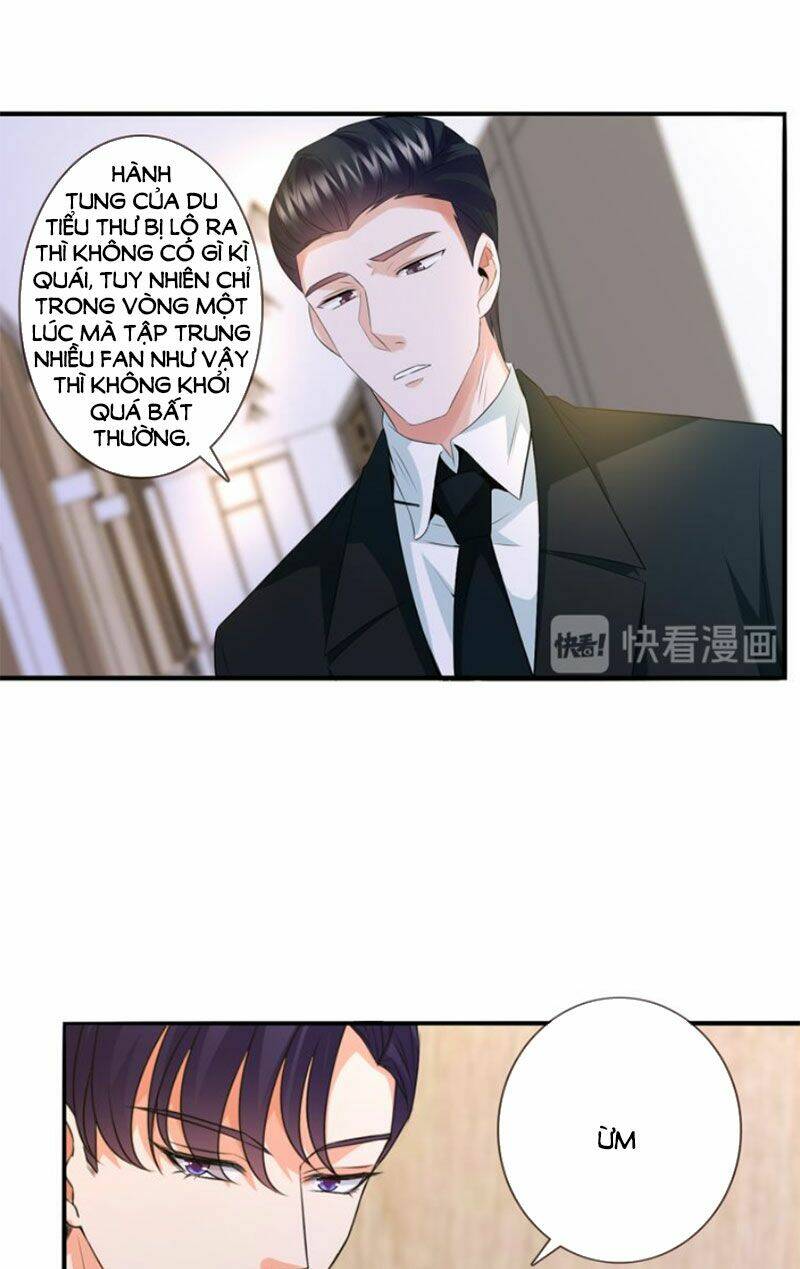 HÀNH
TUNG CỦA DU
TIỂU THƯ BỊ LỘ RA
THÌ KHÔNG CÓ GÌ KÌ
QUÁI, TUY NHIÊN CHỈ
TRONG VÒNG MỘT
LÚC MÀ TẬP TRUNG
NHIỀU FAN NHƯ VẬY
THÌ KHÔNG KHỎI
QUÁ BẤT
THƯỜNG.
快看! 快看漫画
ỪM